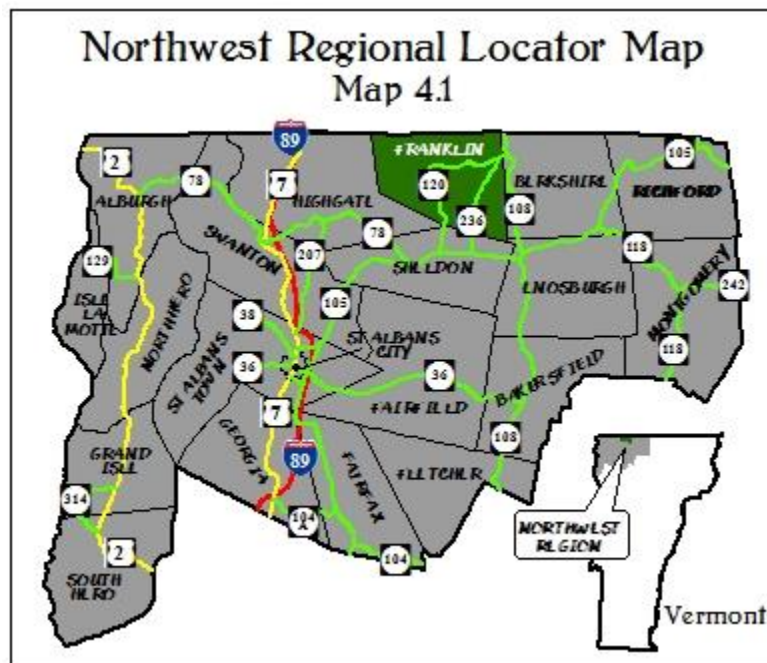 Northwest Regional Locator Map
Map 4.1
89
2
7
FRANKLIN
105
78
120
BERKSHIRE
RICHFORD
ALBURGH
HIGHGATE
108
236
SWANTON
78
118
129
207
SHELDON
ENOSBURGH
242
ISLE
LA
MOTTE
NORTH HERO
105
MONTGOMERY
38
ST ALBANS
CITY
118
ST ALBANS
TOWN
36
36
BAKERSFIELD
7
FAIRFIELD
108
GEORGIA
89
FAIRFAX
FLETCHER
GRAND
ISLE
314
104
A
NORTHWEST
REGION
2
104
SOUTH
HERO
Vermont